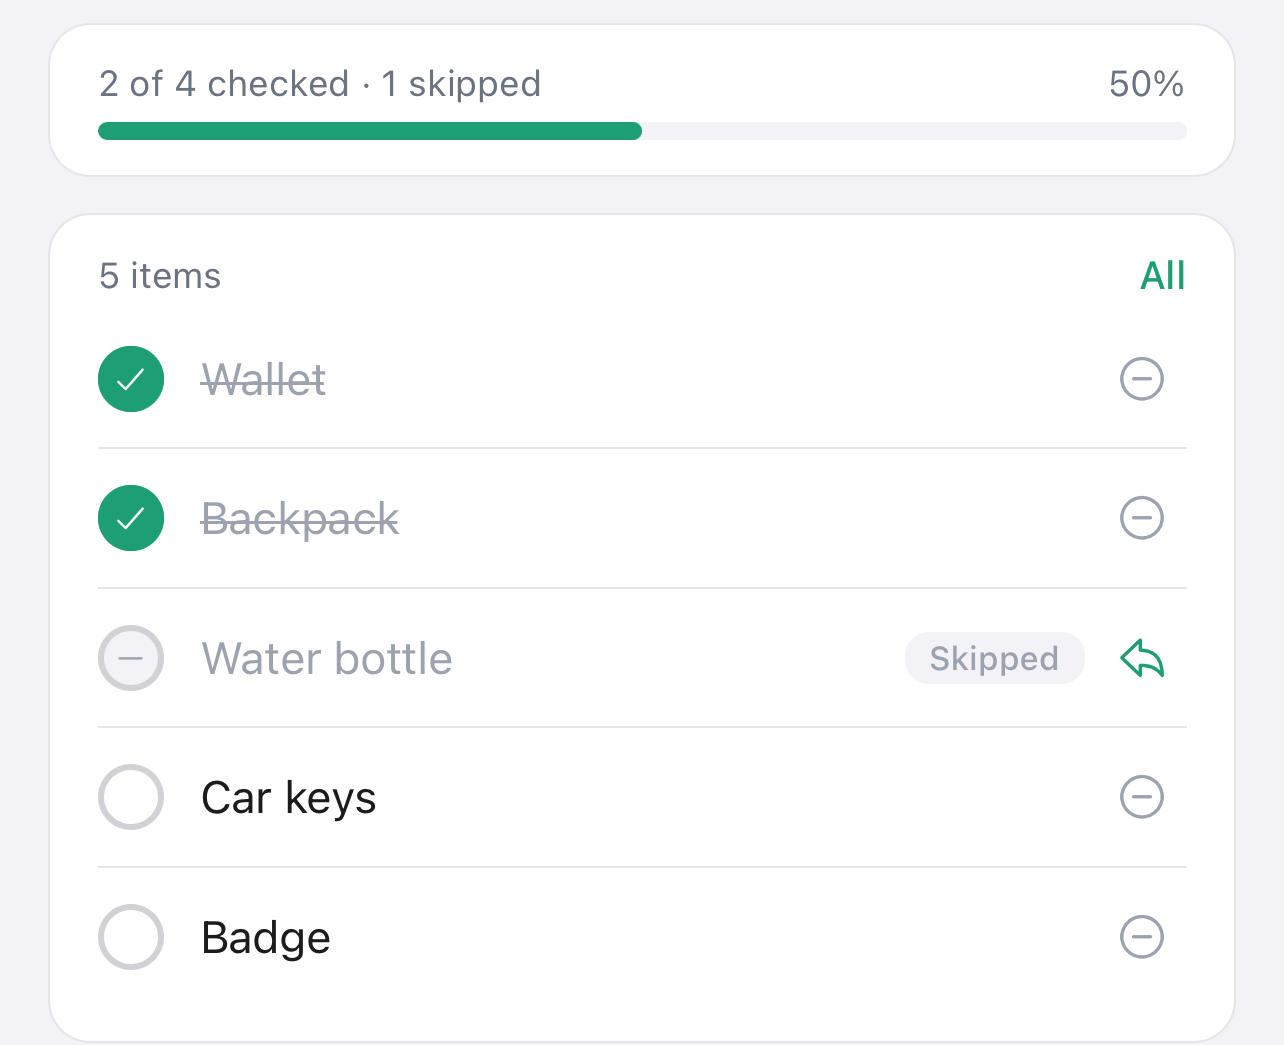 2 of 4 checked · 1 skipped 50%
5 items All
Wallet
Backpack
Water bottle Skipped
Car keys
Badge